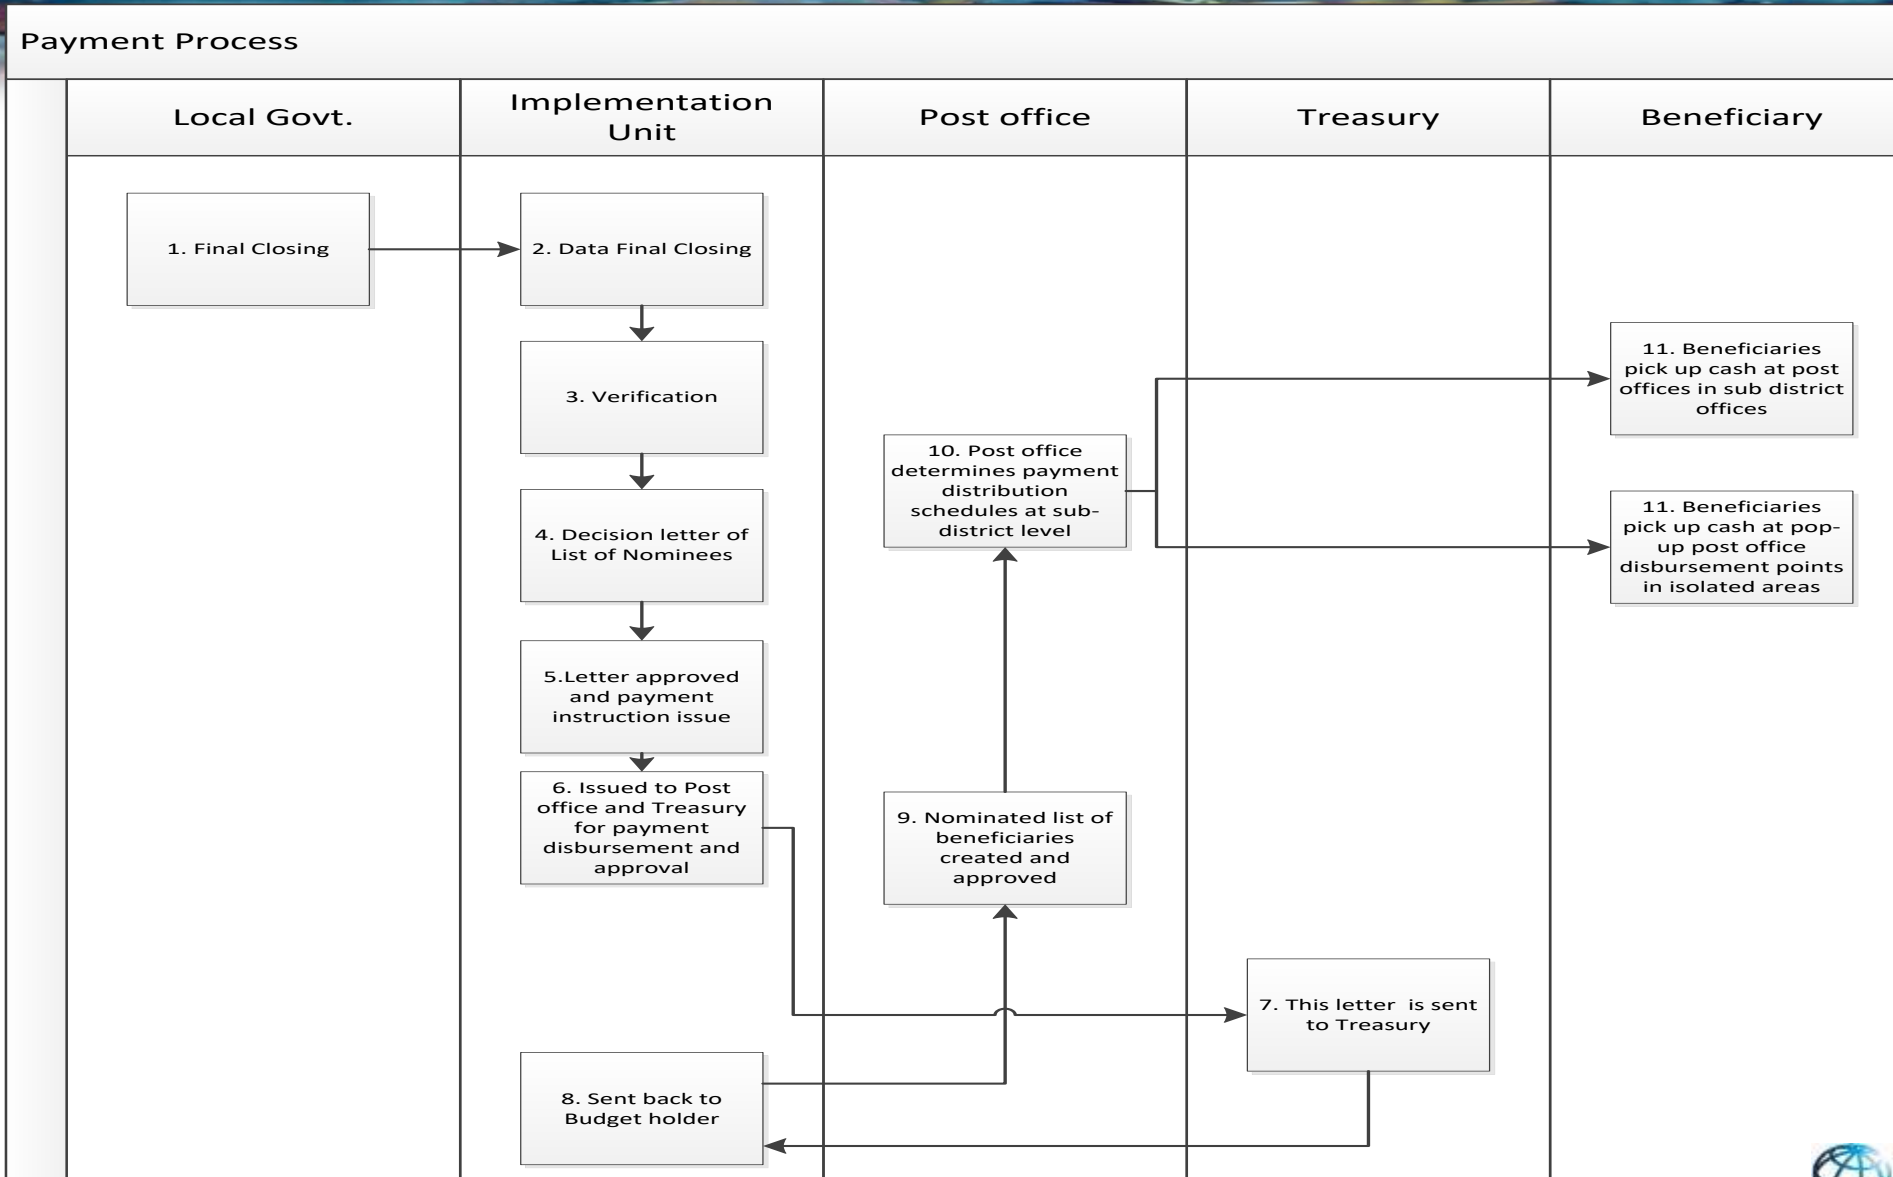 Payment Process
Local Govt.
Implementation
Unit
Post office
Treasury
Beneficiary
1. Final Closing
2. Data Final Closing
3. Verification
4. Decision letter of
List of Nominees
5.Letter approved
and payment
instruction issue
6. Issued to Post
office and Treasury
for payment
disbursement and
approval
7. This letter  is sent
to Treasury
8. Sent back to
Budget holder
9. Nominated list of
beneficiaries
created and
approved
10. Post office
determines payment
distribution
schedules at sub-
district level
11. Beneficiaries
pick up cash at post
offices in sub district
offices
11. Beneficiaries
pick up cash at pop-
up post office
disbursement points
in isolated areas